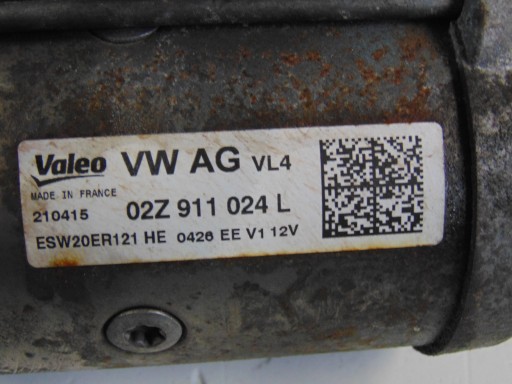 Valeo VW AG VL4
MADE IN FRANCE
210415 02Z 911 024 L
ESW20ER121 HE 0426 EE V1 12V